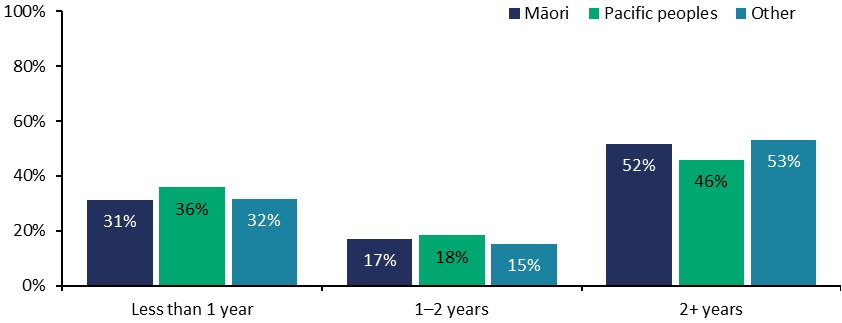 100%
Māori Pacific peoples Other
80%
60%
40%
20%
0%
31% 36% 32%
17% 18% 15%
52% 46% 53%
Less than 1 year 1–2 years 2+ years